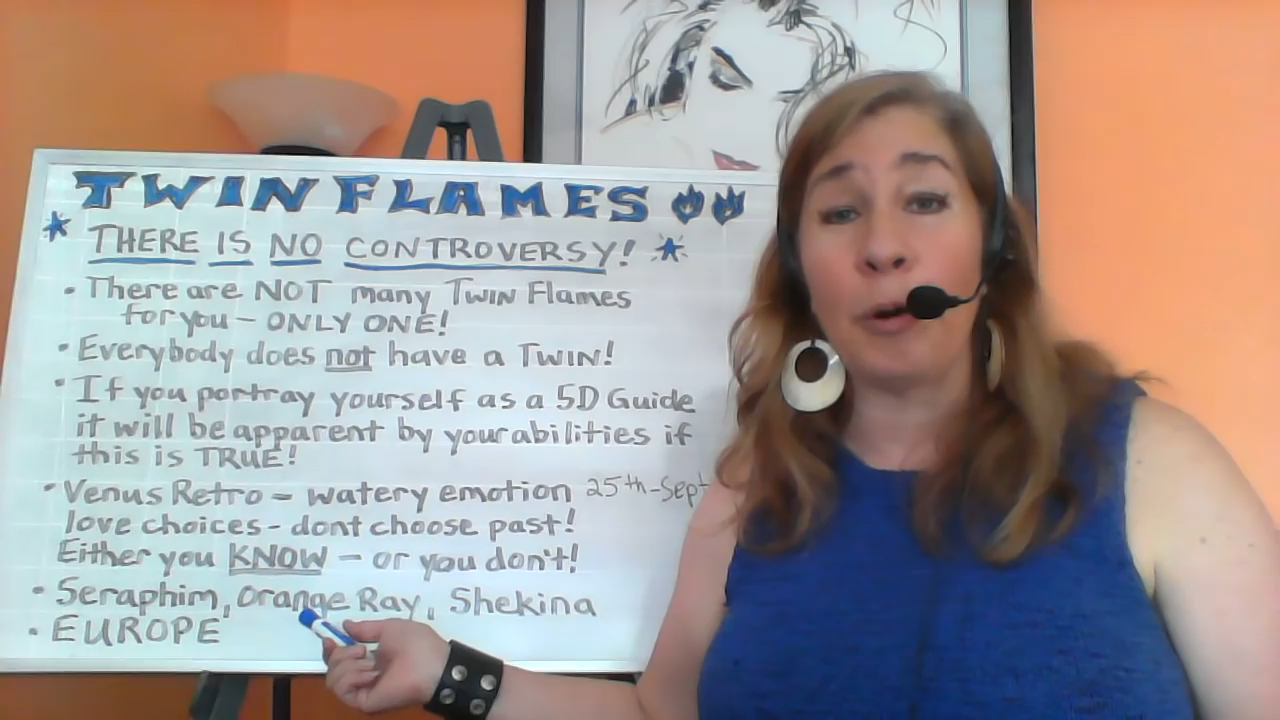 TWIN FLAMES
THERE IS NO CONTROVERSY!
• There are NOT many Twin Flames
for you - ONLY ONE!
• Everybody does not have a TWIN!
• If you portray yourself as a 5D Guide
it will be apparent by your abilities if
this is TRUE!
• Venus Retro - watery emotion 25th-Sept
love choices - dont choose past!
Either you KNOW - or you don't!
• Seraphim, Orange Ray, Shekina
• EUROPE